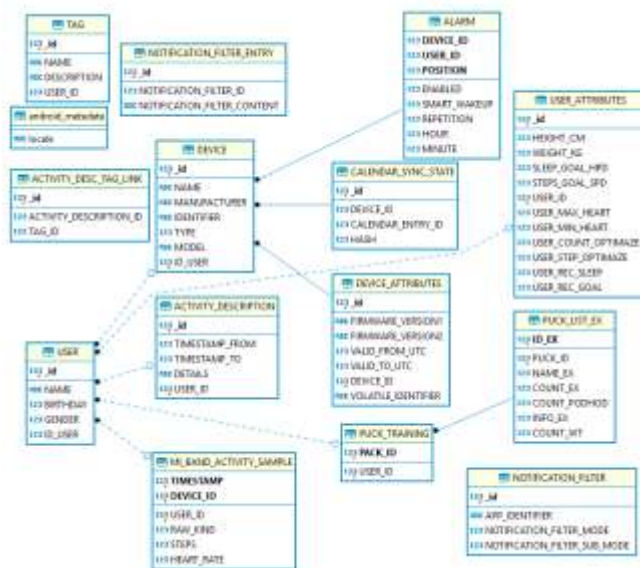 TAG
_id
NAME
DESCRIPTION
USER_ID
NOTIFICATION_FILTER_ENTRY
_id
NOTIFICATION_FILTER_ID
NOTIFICATION_FILTER_CONTENT
ALARM
DEVICE_ID
USER_ID
POSITION
ENABLED
SMART_WAKEUP
REPETITION
HOUR
MINUTE
android_metadata
locale
USER_ATTRIBUTES
_id
HEIGHT_CM
WEIGHT_KG
SLEEP_GOAL_HPD
STEPS_GOAL_SPD
USER_ID
USER_MAX_HEART
USER_MIN_HEART
USER_COUNT_OPTIMAZE
USER_STEP_OPTIMAZE
USER_REC_SLEEP
USER_REC_GOAL
DEVICE
_id
NAME
MANUFACTURER
IDENTIFIER
TYPE
MODEL
ID_USER
ACTIVITY_DESC_TAG_LINK
_id
ACTIVITY_DESCRIPTION_ID
TAG_ID
CALENDAR_SYNC_STATE
_id
DEVICE_ID
CALENDAR_ENTRY_ID
HASH
DEVICE_ATTRIBUTES
_id
FIRMWARE_VERSION1
FIRMWARE_VERSION2
VALID_FROM_UTC
VALID_TO_UTC
DEVICE_ID
VOLATILE_IDENTIFIER
ACTIVITY_DESCRIPTION
_id
TIMESTAMP_FROM
TIMESTAMP_TO
DETAILS
USER_ID
PUCK_LIST_EX
ID_EX
PUCK_ID
NAME_EX
COUNT_EX
COUNT_PODHOD
INFO_EX
COUNT_WT
USER
_id
NAME
BIRTHDAY
GENDER
ID_USER
PUCK_TRAINING
PACK_ID
USER_ID
MI_BAND_ACTIVITY_SAMPLE
TIMESTAMP
DEVICE_ID
USER_ID
RAW_KIND
STEPS
HEART_RATE
NOTIFICATION_FILTER
_id
APP_IDENTIFIER
NOTIFICATION_FILTER_MODE
NOTIFICATION_FILTER_SUB_MODE